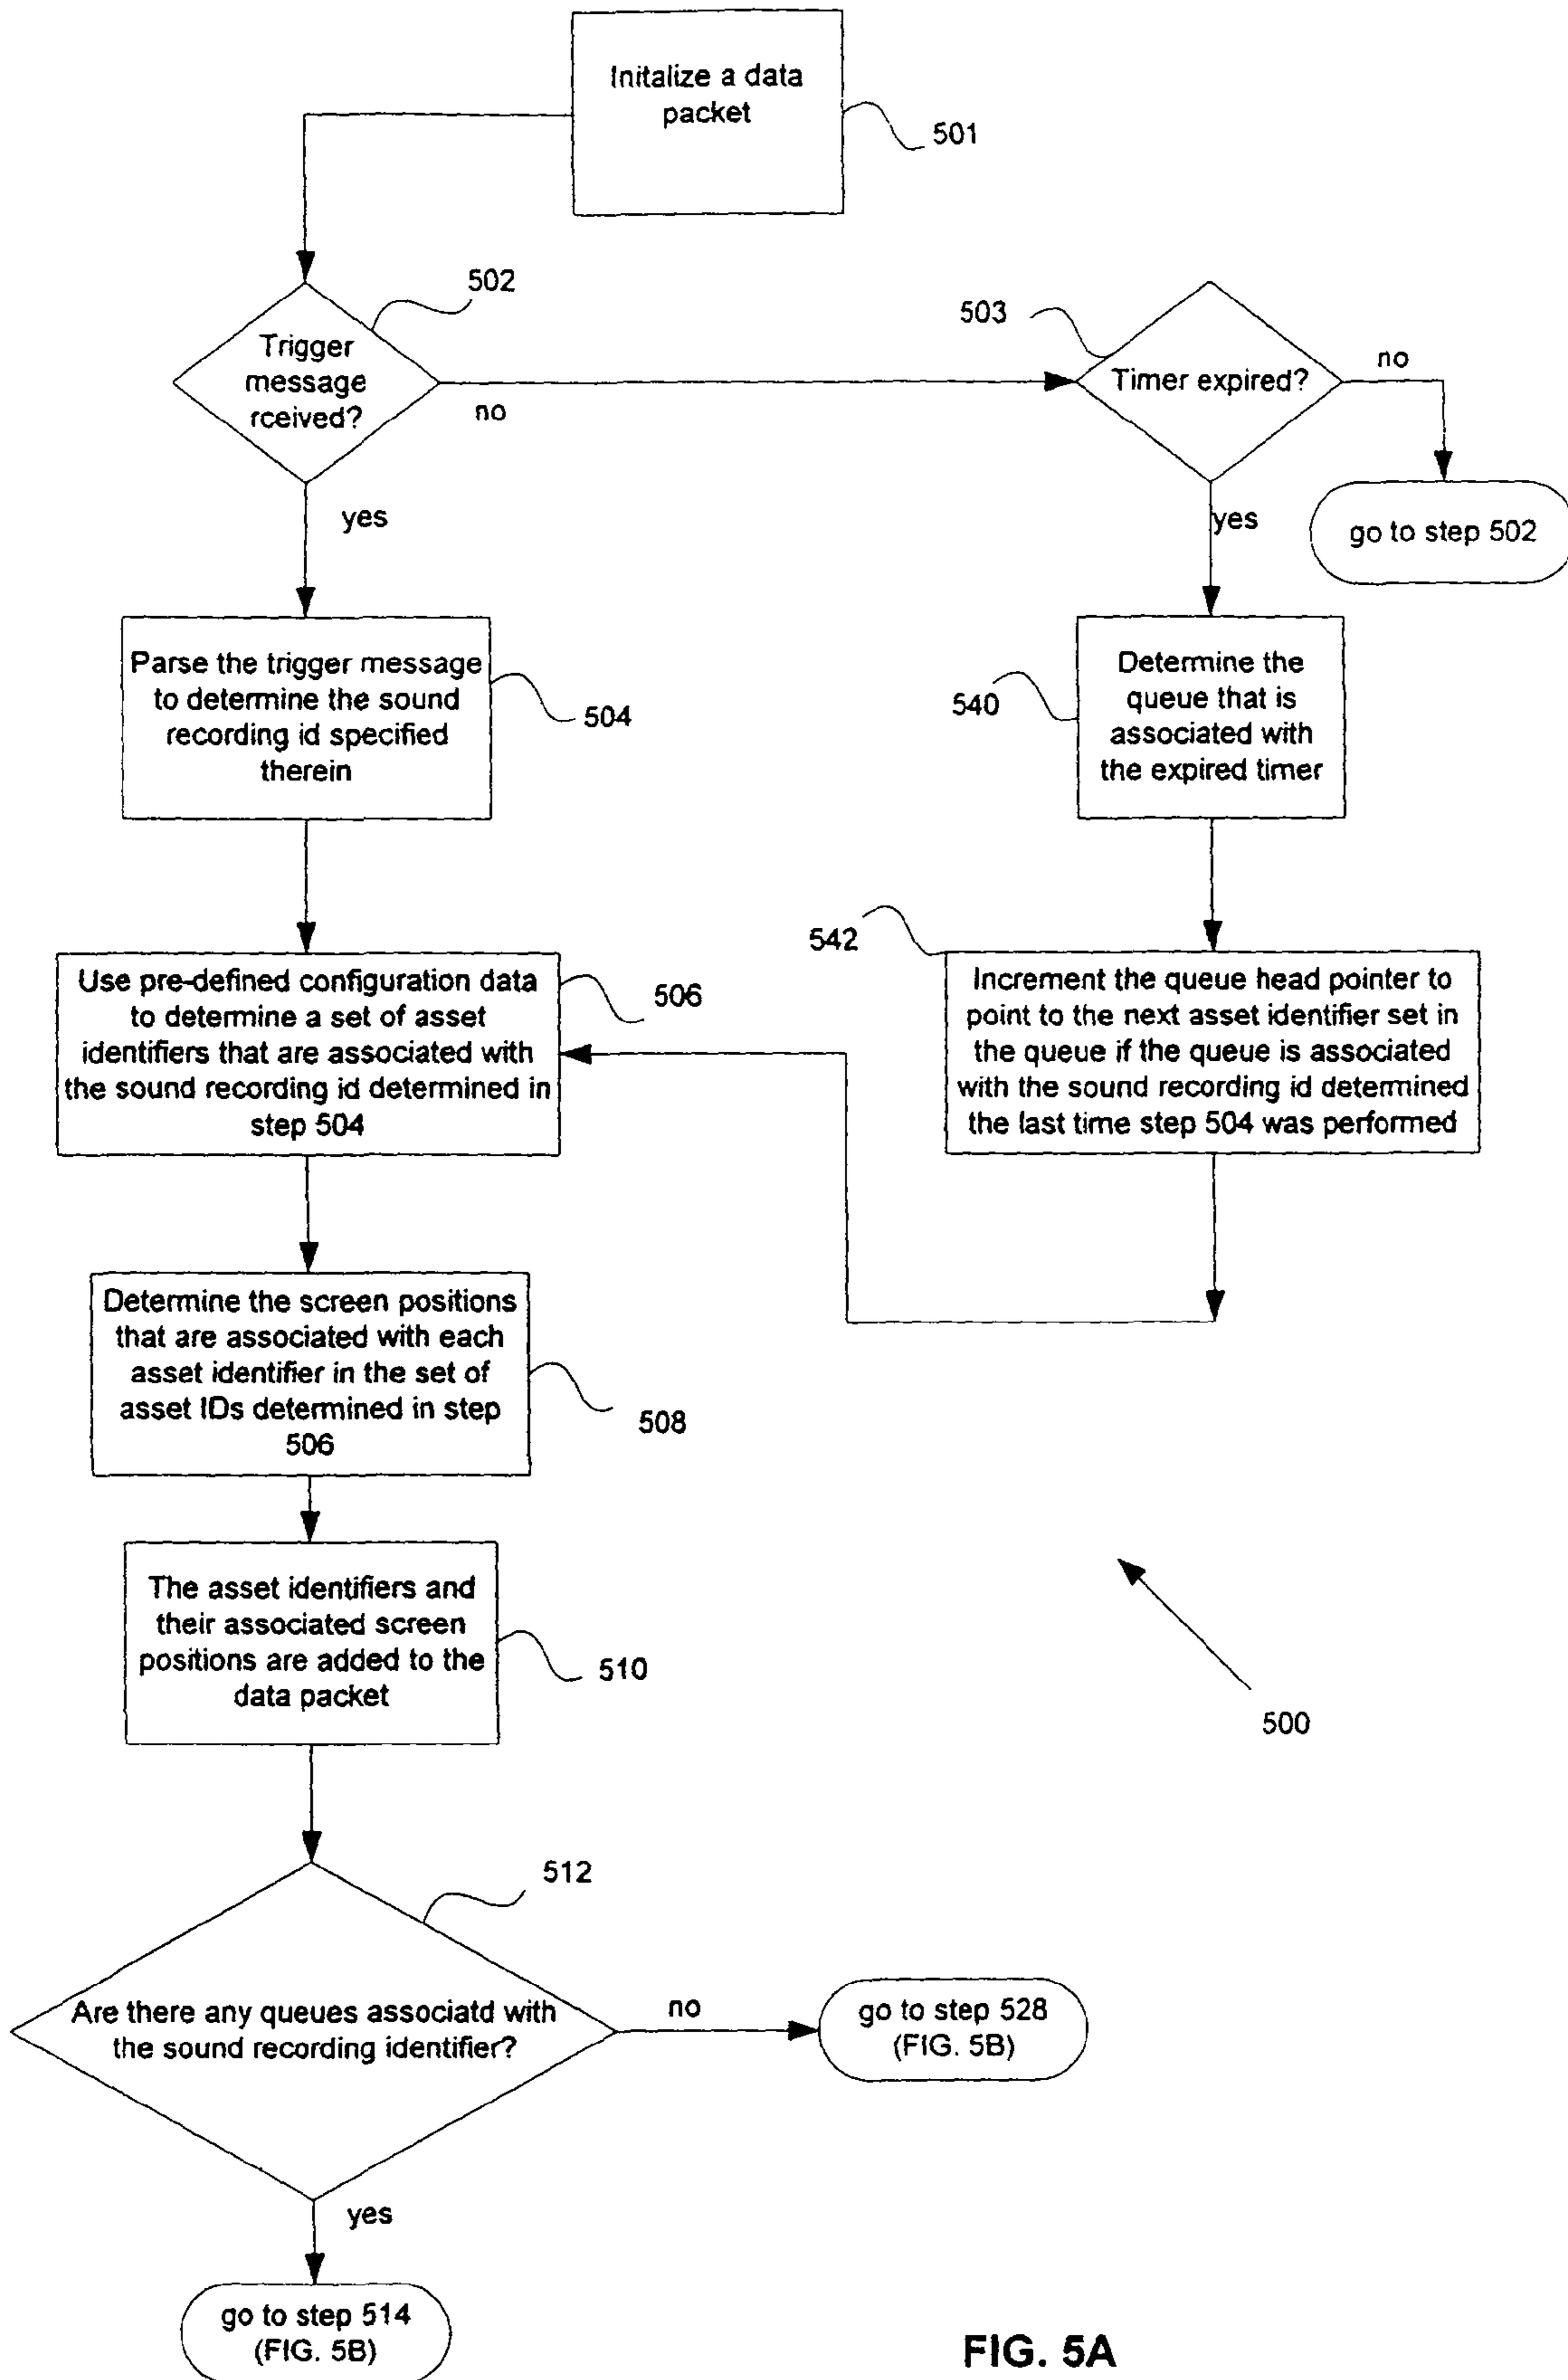 Initalize a data
packet
501
502
Trigger
message
rceived?
no
yes
503
Timer expired?
no
go to step 502
yes
Parse the trigger message
to determine the sound
recording id specified
therein
504
Determine the
queue that is
associated with
the expired timer
540
Use pre-defined configuration data
to determine a set of asset
identifiers that are associated with
the sound recording id determined in
step 504
506
542
Increment the queue head pointer to
point to the next asset identifier set in
the queue if the queue is associated
with the sound recording id determined
the last time step 504 was performed
Determine the screen positions
that are associated with each
asset identifier in the set of
asset IDs determined in step
506
508
The asset identifiers and
their associated screen
positions are added to the
data packet
510
500
512
Are there any queues associatd with
the sound recording identifier?
no
go to step 528
(FIG. 5B)
yes
go to step 514
(FIG. 5B)
FIG. 5A